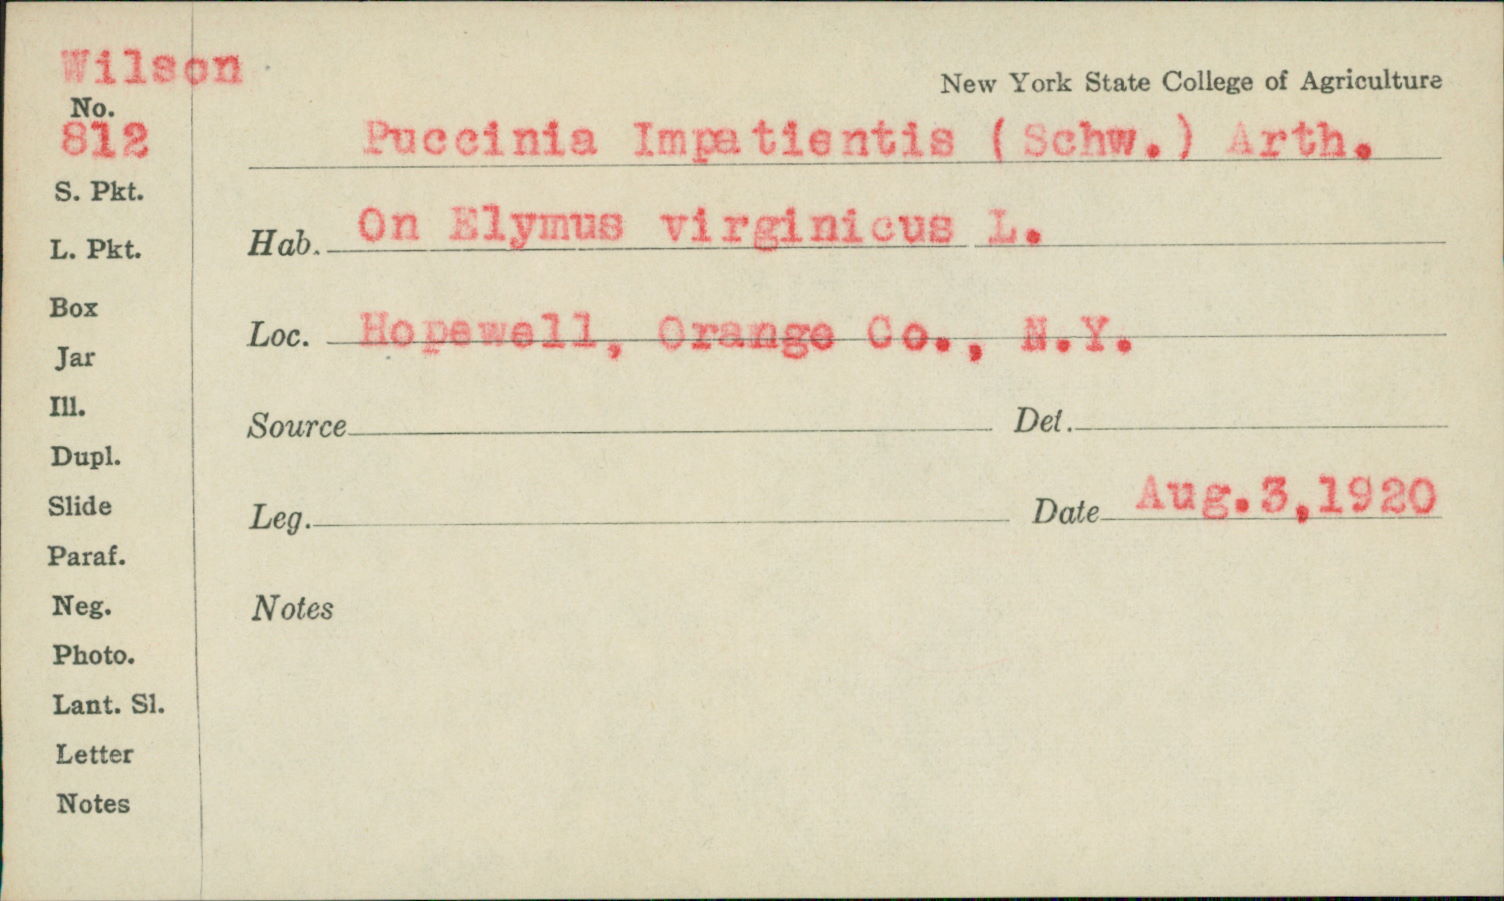 Wilson
New York State College of Agriculture
No.
812
Puccinia Impatientis (Schw.) Arth.
S. Pkt.
Hab. On Elymus virginicus L.
L. Pkt.
Box
Loc. Hopewell, Orange Co., N.Y.
Jar
Ill.
Source Det.
Dupl.
Slide
Leg. Date Aug.3,1920
Paraf.
Neg.
Notes
Photo.
Lant. Sl.
Letter
Notes